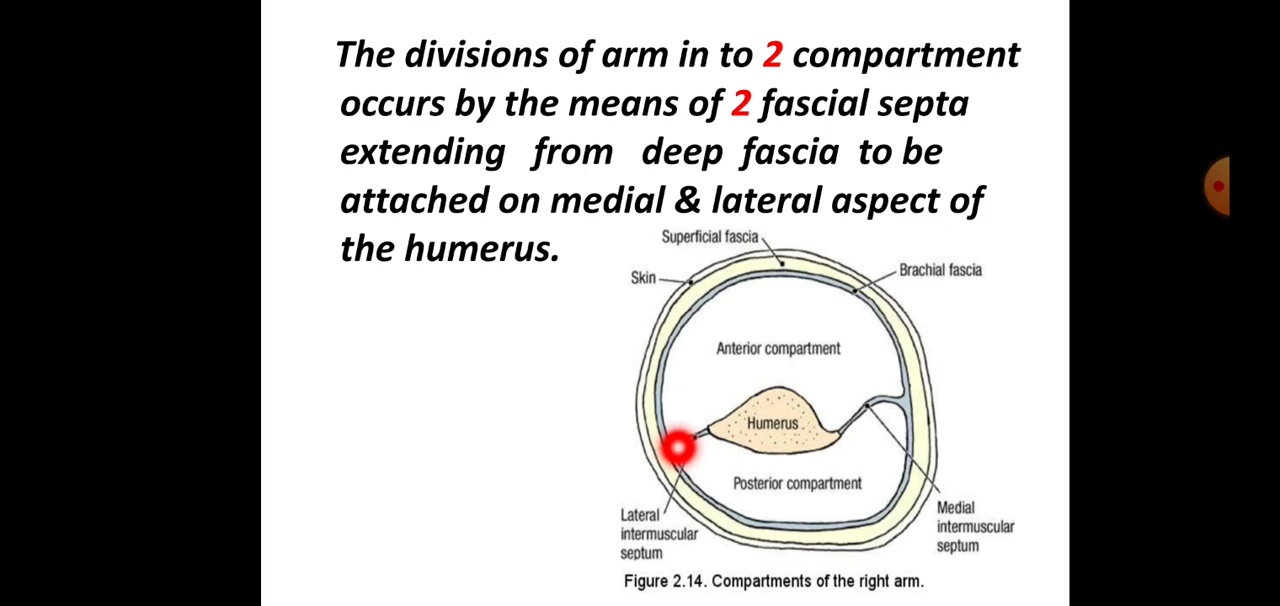 The divisions of arm in to 2 compartment
occurs by the means of 2 fascial septa
extending from deep fascia to be
attached on medial & lateral aspect of
the humerus.
Superficial fascia
Skin
Brachial fascia
Anterior compartment
Humerus
Posterior compartment
Lateral
intermuscular
septum
Medial
intermuscular
septum
Figure 2.14. Compartments of the right arm.